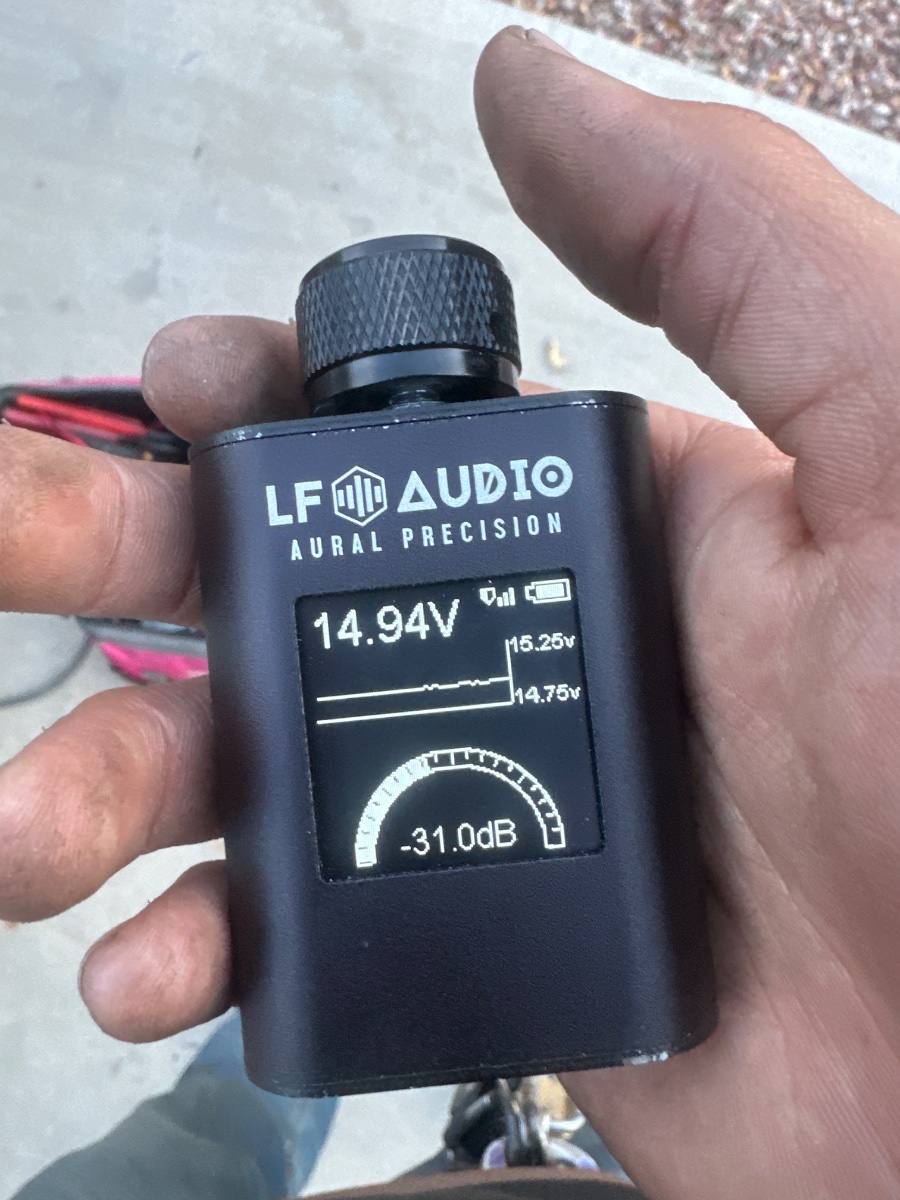 LF AUDIO
AURAL PRECISION
14.94V
15.25v
14.75v
-31.0dB